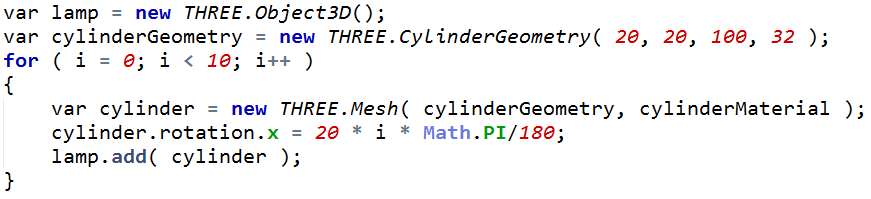 var lamp = new THREE.Object3D();
var cylinderGeometry = new THREE.CylinderGeometry( 20, 20, 100, 32 );
for ( i = 0; i < 10; i++ )
{
    var cylinder = new THREE.Mesh( cylinderGeometry, cylinderMaterial );
    cylinder.rotation.x = 20 * i * Math.PI/180;
    lamp.add( cylinder );
}